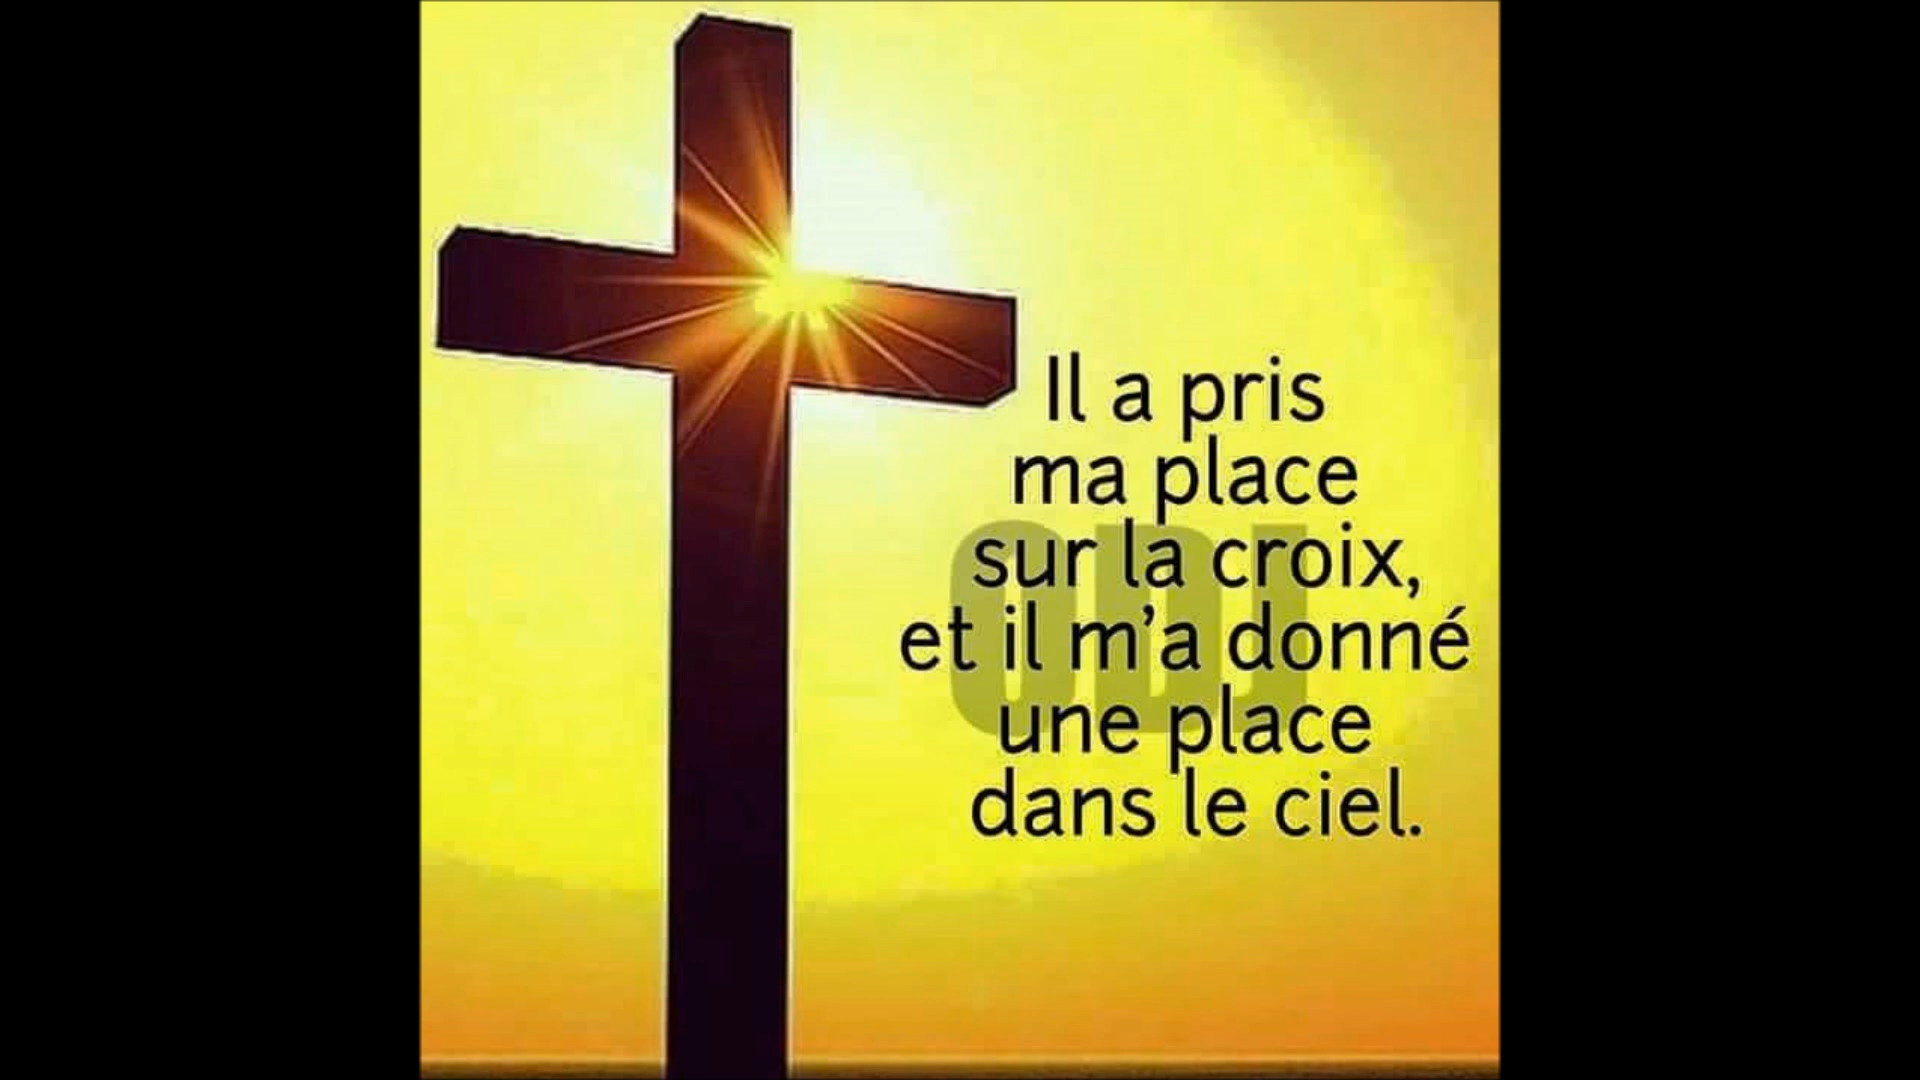 Il a pris
ma place
sur la croix,
et il m’a donné
une place
dans le ciel.